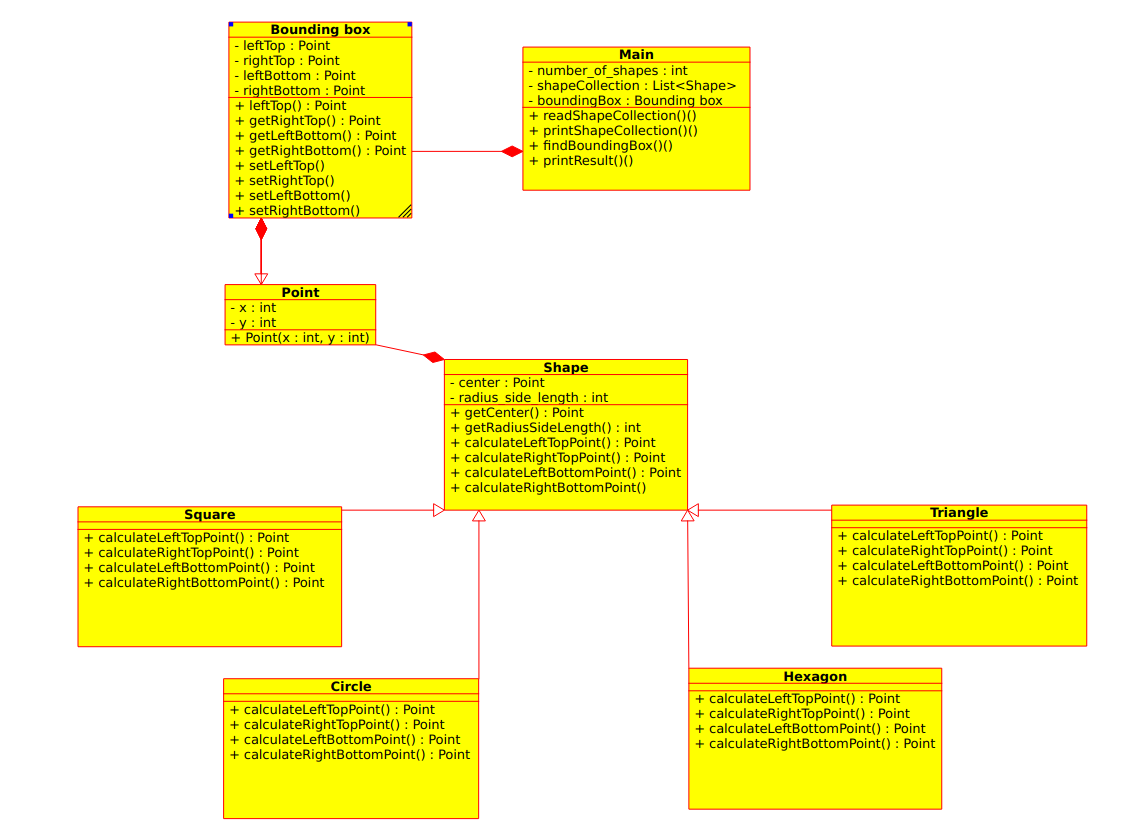 Bounding box
- leftTop : Point
- rightTop : Point
- leftBottom : Point
- rightBottom : Point
+ leftTop() : Point
+ getRightTop() : Point
+ getLeftBottom() : Point
+ getRightBottom() : Point
+ setLeftTop()
+ setRightTop()
+ setLeftBottom()
+ setRightBottom()
Main
- number_of_shapes : int
- shapeCollection : List<Shape>
- boundingBox : Bounding box
+ readShapeCollection()()
+ printShapeCollection()()
+ findBoundingBox()()
+ printResult()()
Point
- x : int
- y : int
+ Point(x : int, y : int)
Shape
- center : Point
- radius_side_length : int
+ getCenter() : Point
+ getRadiusSideLength() : int
+ calculateLeftTopPoint() : Point
+ calculateRightTopPoint() : Point
+ calculateLeftBottomPoint() : Point
+ calculateRightBottomPoint()
Square
+ calculateLeftTopPoint() : Point
+ calculateRightTopPoint() : Point
+ calculateLeftBottomPoint() : Point
+ calculateRightBottomPoint() : Point
Triangle
+ calculateLeftTopPoint() : Point
+ calculateRightTopPoint() : Point
+ calculateLeftBottomPoint() : Point
+ calculateRightBottomPoint() : Point
Circle
+ calculateLeftTopPoint() : Point
+ calculateRightTopPoint() : Point
+ calculateLeftBottomPoint() : Point
+ calculateRightBottomPoint() : Point
Hexagon
+ calculateLeftTopPoint() : Point
+ calculateRightTopPoint() : Point
+ calculateLeftBottomPoint() : Point
+ calculateRightBottomPoint() : Point